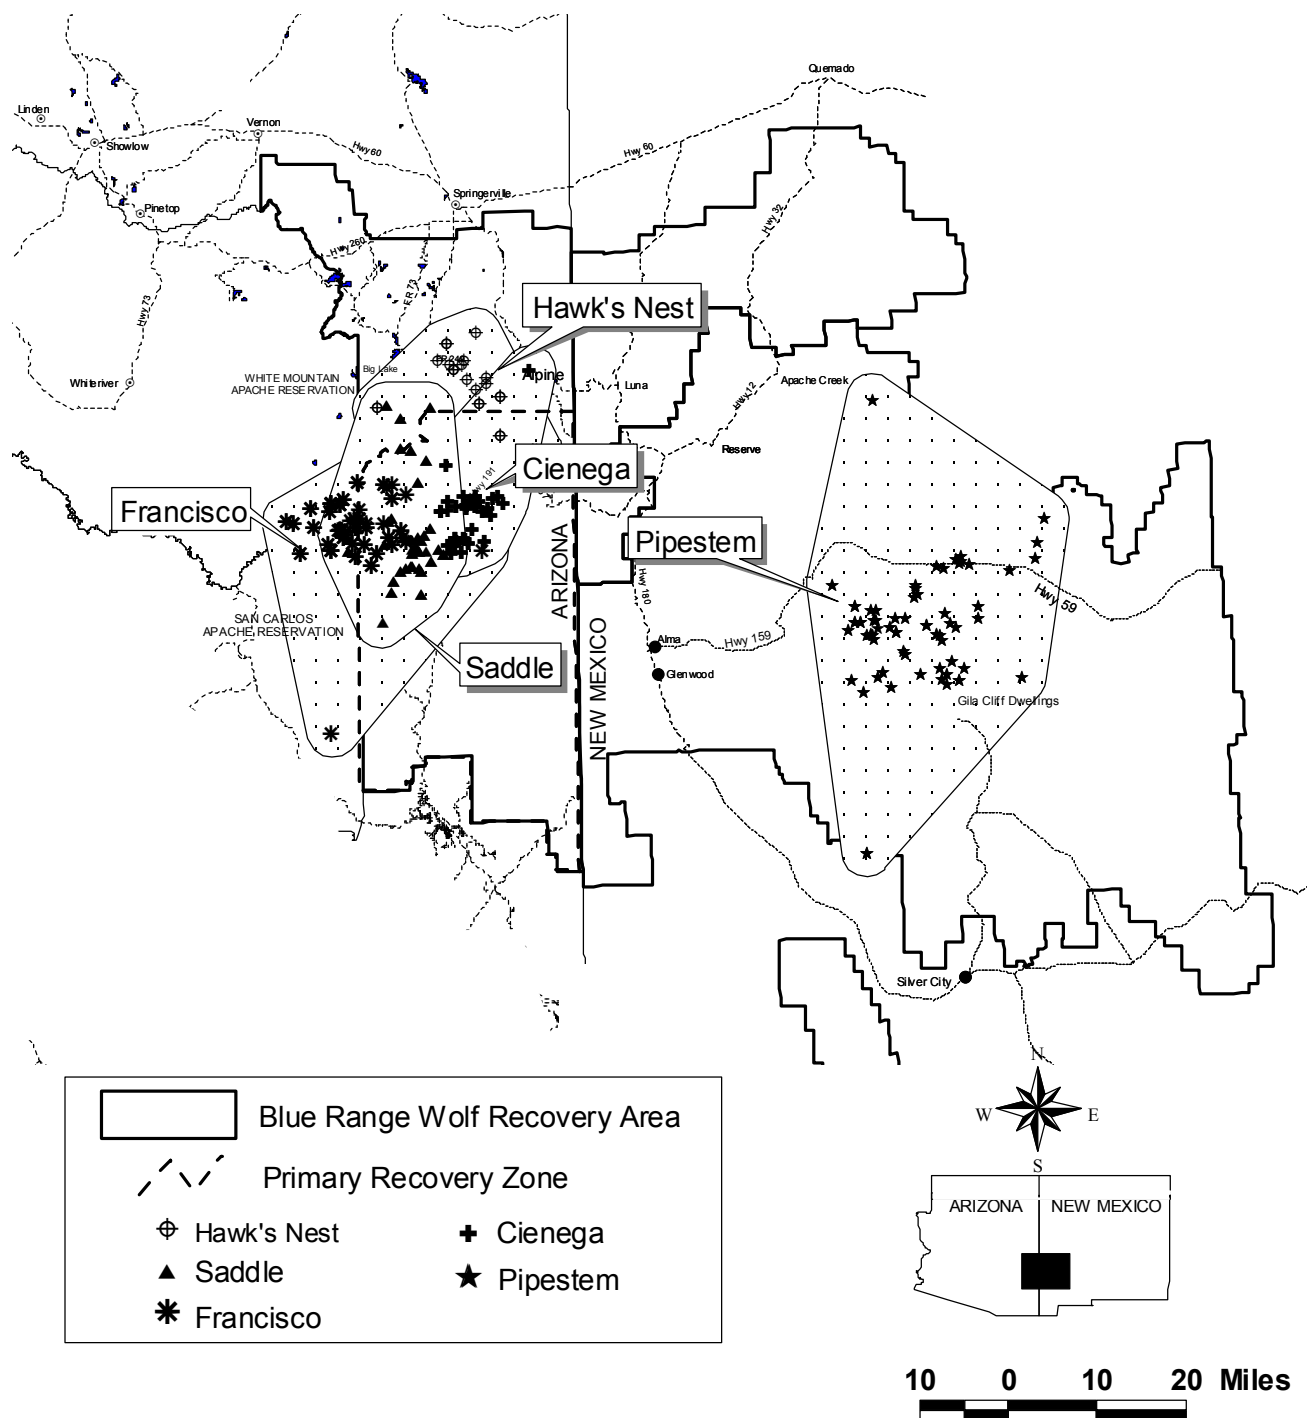 Quemado
Linden
Vernon
Showlow
Hwy 60
Hwy 60
Springerville
Pinetop
Hwy 32
Hwy 260
FR 73
Hwy 73
Hawk's Nest
Big Lake
Alpine
WHITE MOUNTAIN
APACHE RESERVATION
Whiteriver
Luna
Apache Creek
Hwy 12
Reserve
Cienega
Hwy 191
Francisco
Pipestem
ARIZONA
NEW MEXICO
Hwy 180
Hwy 59
SAN CARLOS
APACHE RESERVATION
Alma
Hwy 159
Saddle
Glenwood
Gila Cliff Dwellings
Silver City
N
W
E
S
Blue Range Wolf Recovery Area
Primary Recovery Zone
Hawk's Nest
Cienega
Saddle
Pipestem
Francisco
ARIZONA
NEW MEXICO
10 0 10 20 Miles